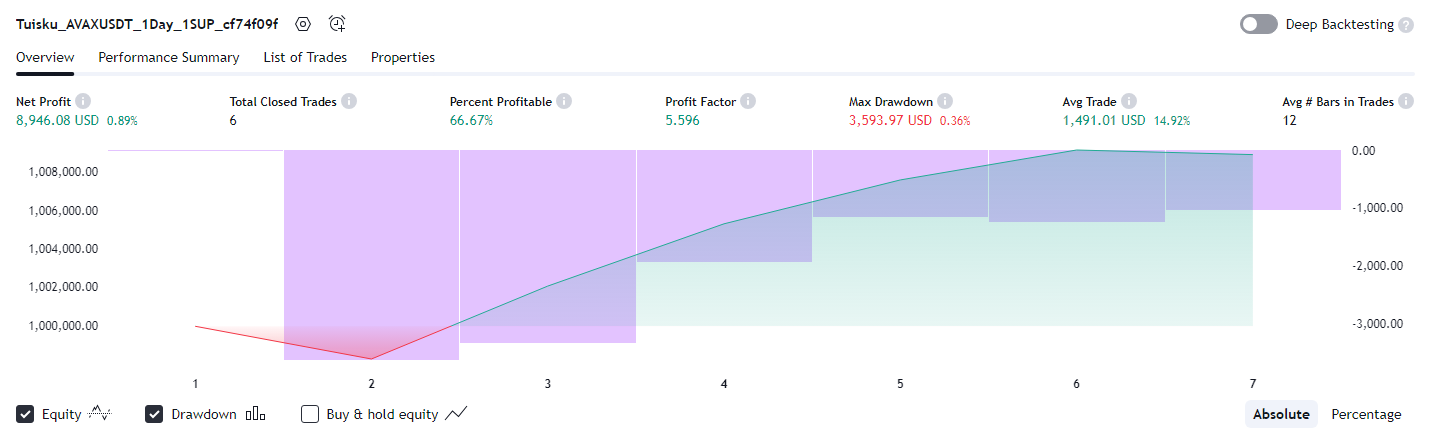 Tuisku_AVAXUSDT_1Day_1SUP_cf74f09f
Deep Backtesting ?
Overview Performance Summary List of Trades Properties
Net Profit i Total Closed Trades i Percent Profitable i Profit Factor i Max Drawdown i Avg Trade i Avg # Bars in Trades i
8,946.08 USD 0.89% 6 66.67% 5.596 3,593.97 USD 0.36% 1,491.01 USD 14.92% 12
0.00
1,008,000.00
1,006,000.00 -1,000.00
1,004,000.00 -2,000.00
1,002,000.00
1,000,000.00 -3,000.00
1 2 3 4 5 6 7
Equity Drawdown Buy & hold equity Absolute Percentage